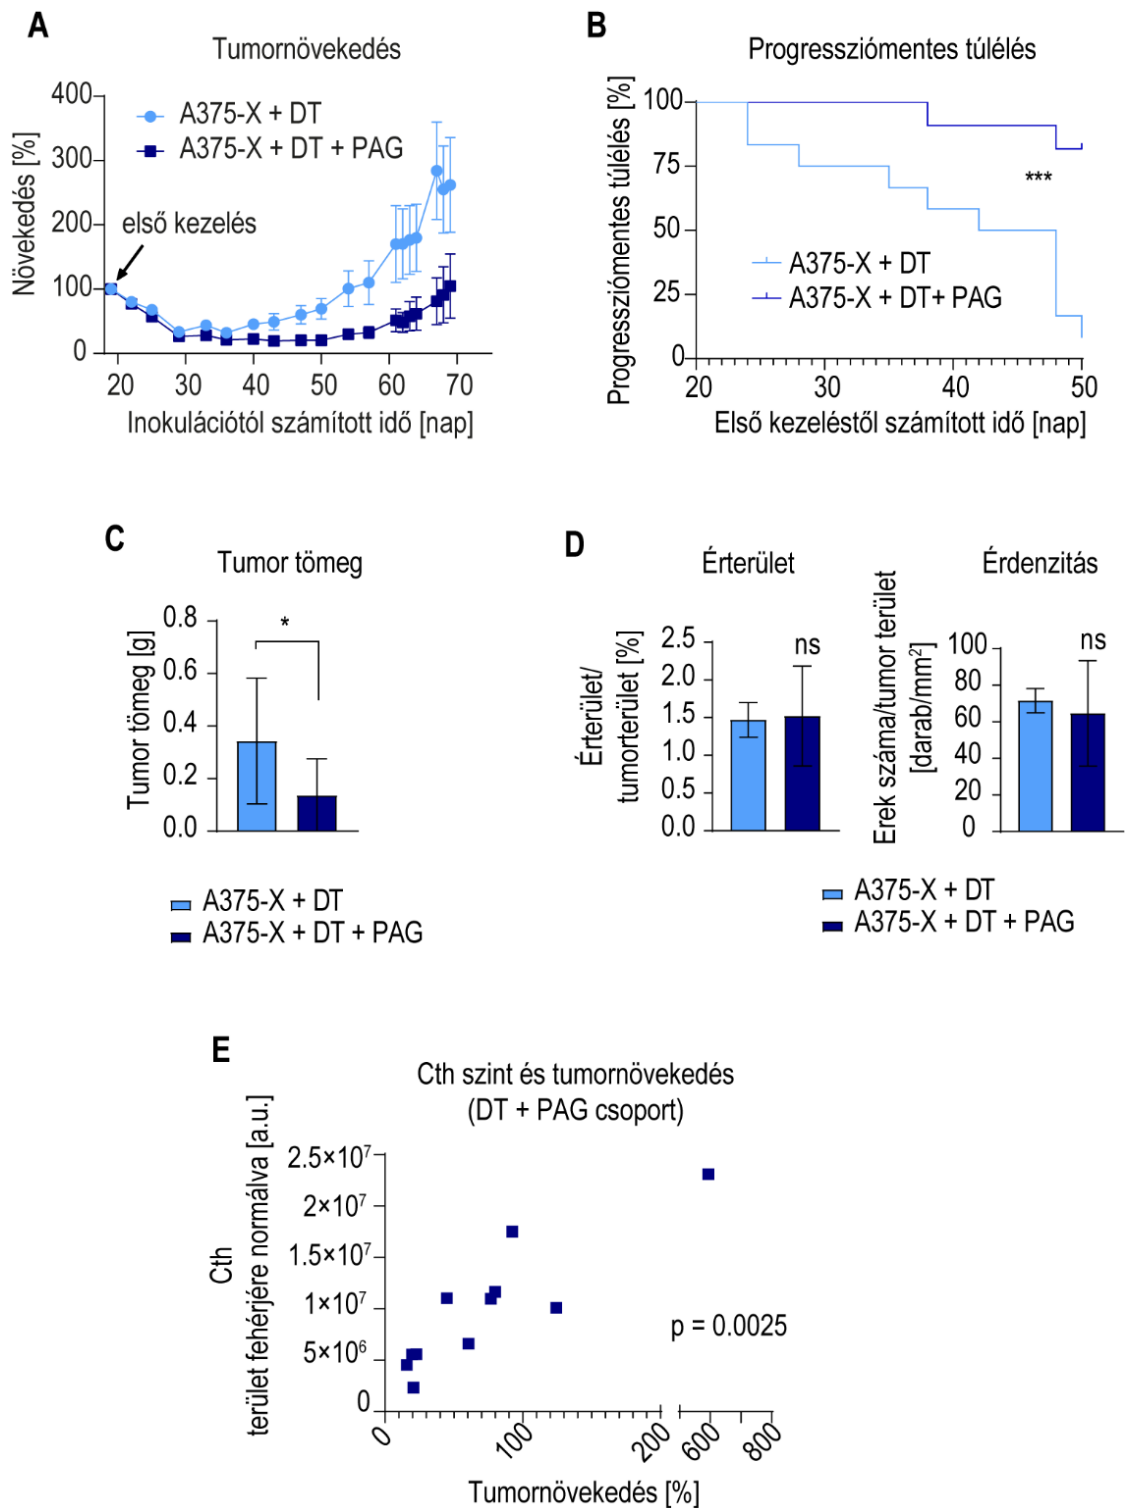 A
Tumornövekedés
400
300
200
100
0
Növekedés [%]
A375-X + DT
A375-X + DT + PAG
első kezelés
20 30 40 50 60 70
Inokulációtól számított idő [nap]
B
Progressziómentes túlélés
100
75
50
25
0
Progressziómentes túlélés [%]
***
A375-X + DT
A375-X + DT+ PAG
20 30 40 50
Első kezeléstől számított idő [nap]
C
Tumor tömeg
0.8
0.6
0.4
0.2
0.0
Tumor tömeg [g]
*
A375-X + DT
A375-X + DT + PAG
D
Érterület
2.5
2.0
1.5
1.0
0.5
0.0
Érterület/
tumorterület [%]
ns
Érdenzitás
100
80
60
40
20
0
Erek száma/tumor terület
[darab/mm²]
ns
A375-X + DT
A375-X + DT + PAG
E
Cth szint és tumornövekedés
(DT + PAG csoport)
2.5×10⁷
2×10⁷
1.5×10⁷
1×10⁷
5×10⁶
0
Cth
terület fehérjére normálva [a.u.]
p = 0.0025
0 100 200 600 800
Tumornövekedés [%]